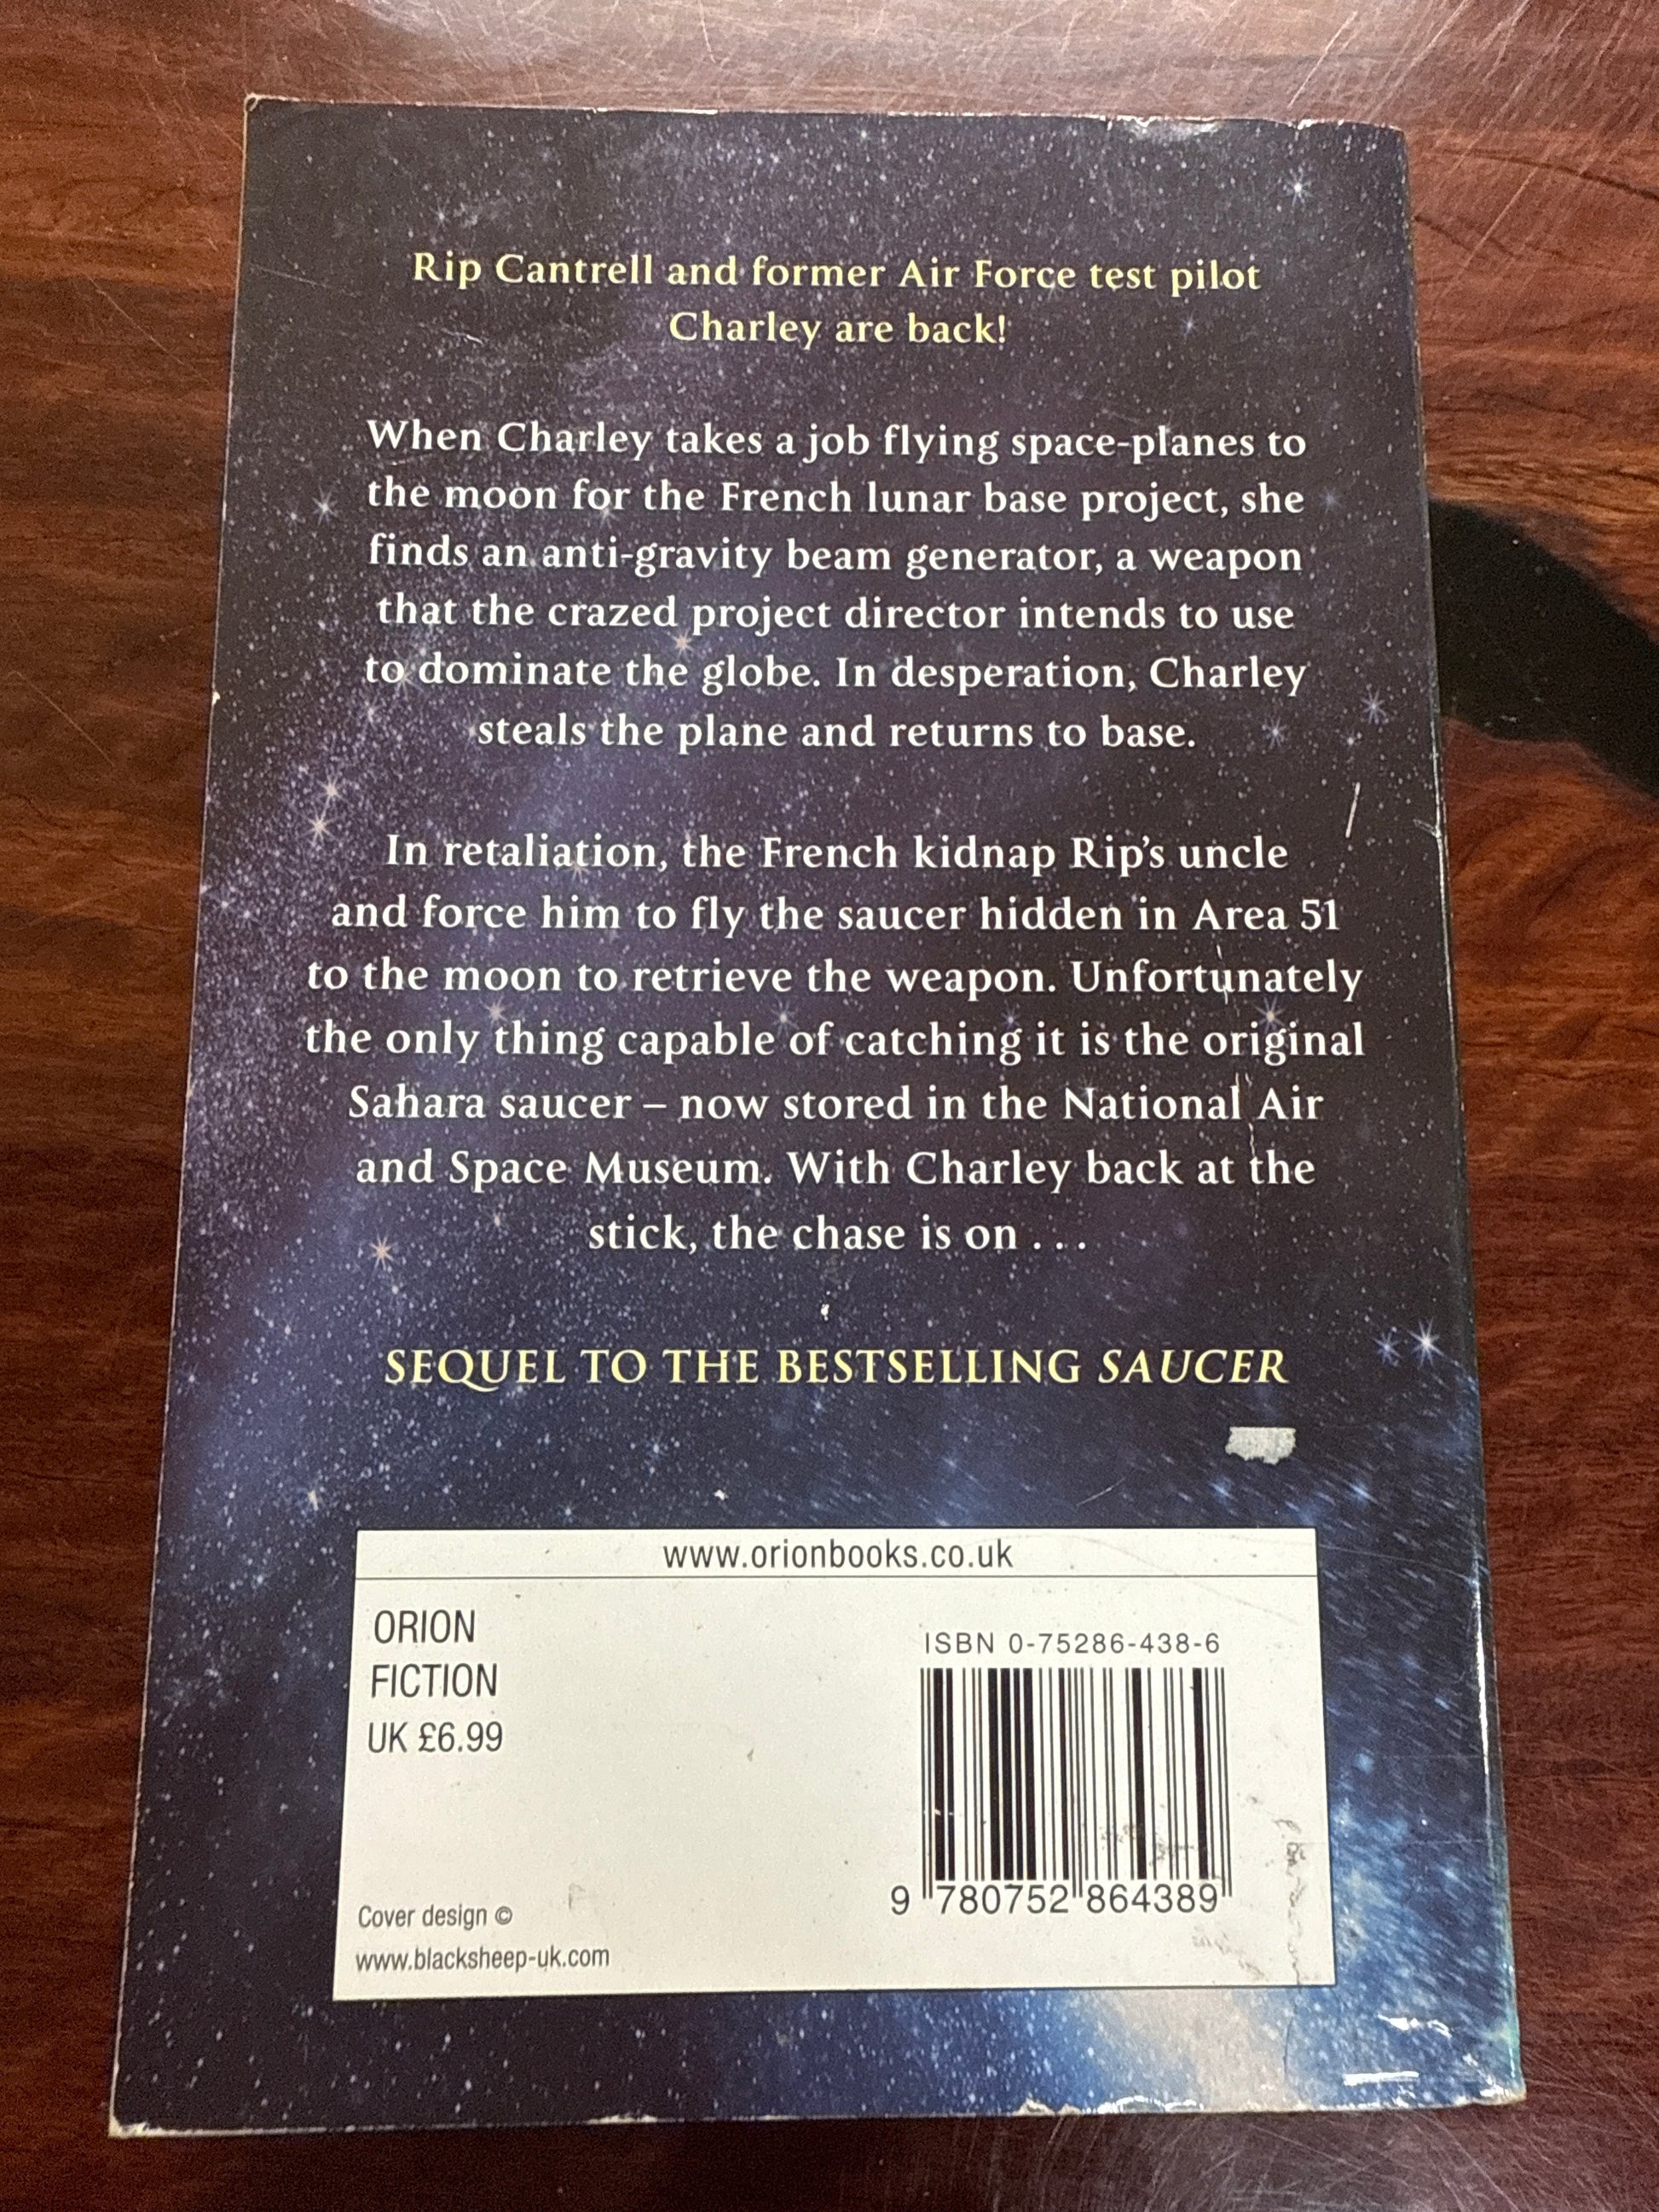 Rip Cantrell and former Air Force test pilot
Charley are back!
When Charley takes a job flying space-planes to
the moon for the French lunar base project, she
finds an anti-gravity beam generator, a weapon
that the crazed project director intends to use
to dominate the globe. In desperation, Charley
steals the plane and returns to base.
In retaliation, the French kidnap Rip's uncle
and force him to fly the saucer hidden in Area 51
to the moon to retrieve the weapon. Unfortunately
the only thing capable of catching it is the original
Sahara saucer – now stored in the National Air
and Space Museum. With Charley back at the
stick, the chase is on . . .
SEQUEL TO THE BESTSELLING SAUCER
www.orionbooks.co.uk
ORION
FICTION
UK £6.99
ISBN 0-75286-438-6
9 780752 864389
Cover design ©
www.blacksheep-uk.com